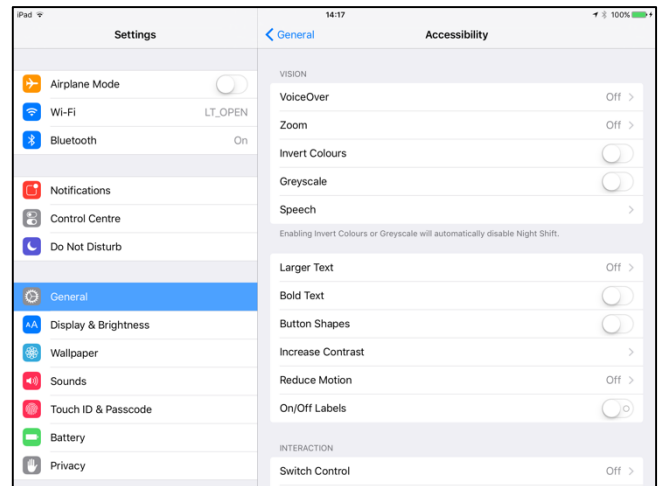 iPad 14:17 100%
Settings
General Accessibility
Airplane Mode
Wi-Fi LT_OPEN
Bluetooth On
Notifications
Control Centre
Do Not Disturb
General
AA Display & Brightness
Wallpaper
Sounds
Touch ID & Passcode
Battery
Privacy
VISION
VoiceOver Off
Zoom Off
Invert Colours
Greyscale
Speech
Enabling Invert Colours or Greyscale will automatically disable Night Shift.
Larger Text Off
Bold Text
Button Shapes
Increase Contrast
Reduce Motion Off
On/Off Labels
INTERACTION
Switch Control Off